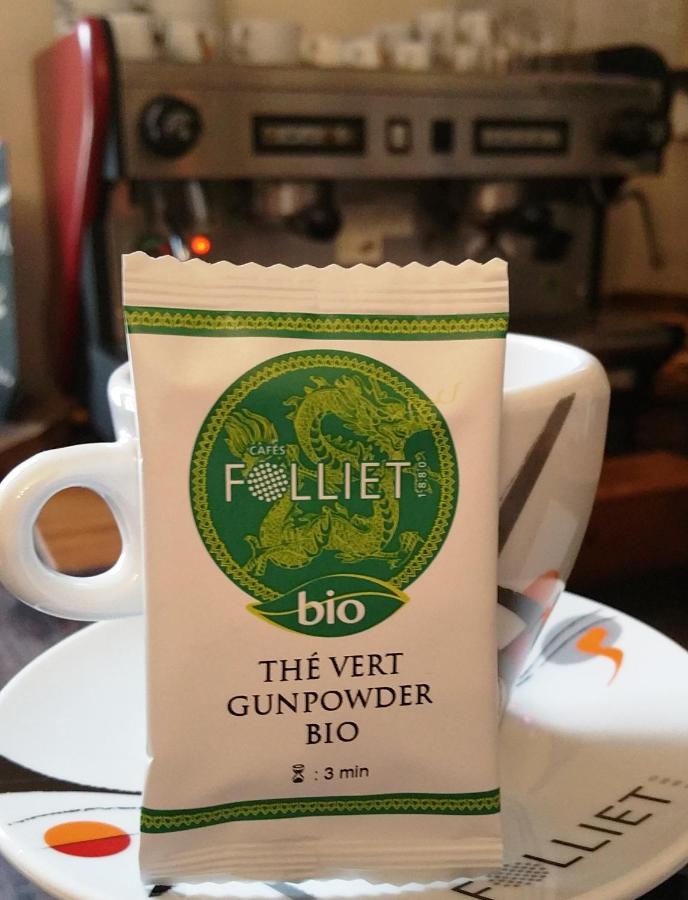 CAFÉS
FOLLIET
1880
bio
THÉ VERT
GUNPOWDER
BIO
: 3 min
FOLLIET